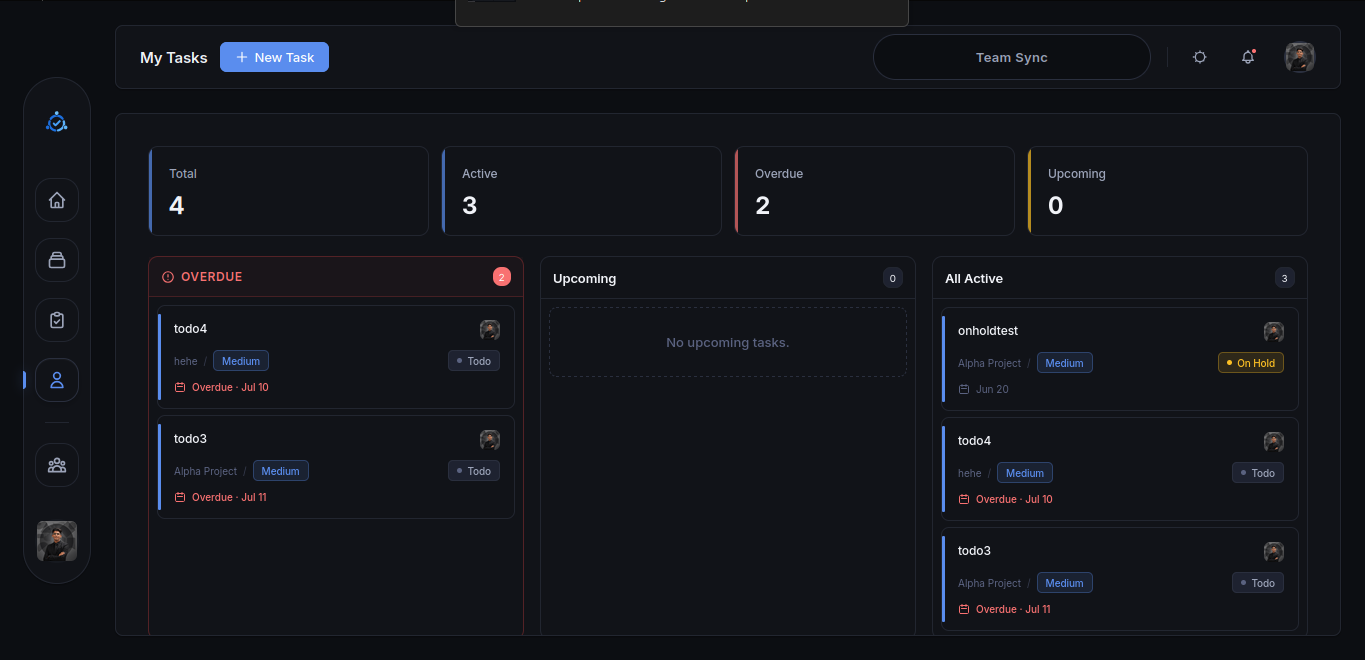 My Tasks
+ New Task
Team Sync
Total
4
Active
3
Overdue
2
Upcoming
0
OVERDUE
2
todo4
hehe / Medium
Todo
Overdue · Jul 10
todo3
Alpha Project / Medium
Todo
Overdue · Jul 11
Upcoming
0
No upcoming tasks.
All Active
3
onholdtest
Alpha Project / Medium
On Hold
Jun 20
todo4
hehe / Medium
Todo
Overdue · Jul 10
todo3
Alpha Project / Medium
Todo
Overdue · Jul 11